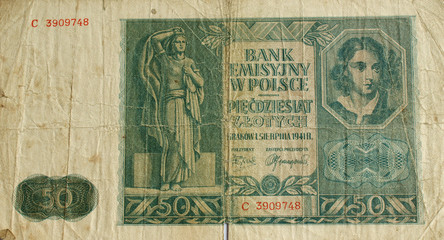 C 3909748
BANK
EMISYJNY
W POLSCE
PIĘĆDZIESIĄT
ZŁOTYCH
KRAKÓW 1. SIERPNIA 1941 R.
50
50
50
C 3909748